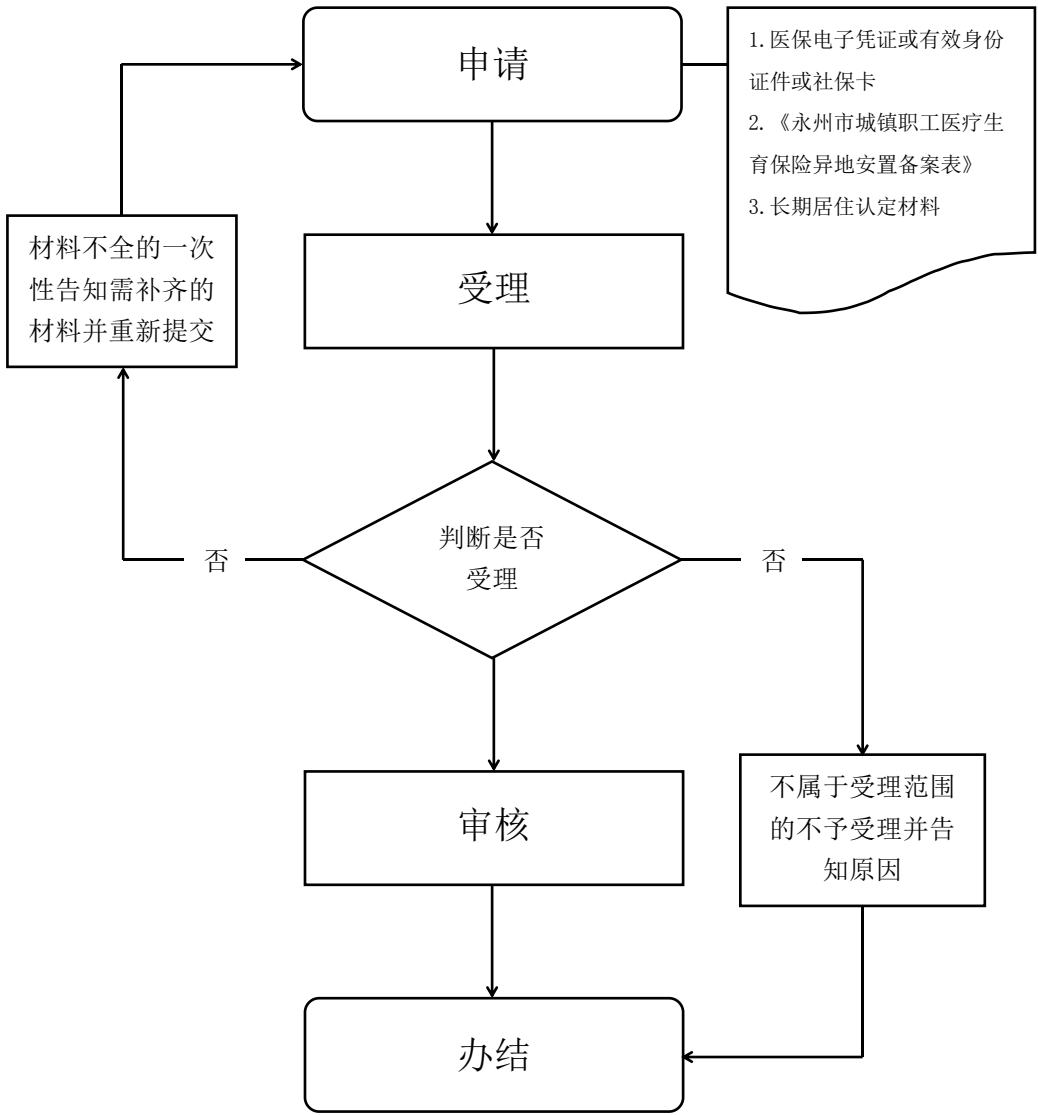 申请
1.医保电子凭证或有效身份
证件或社保卡
2.《永州市城镇职工医疗生
育保险异地安置备案表》
3.长期居住认定材料
材料不全的一次
性告知需补齐的
材料并重新提交
受理
判断是否
受理
否
否
审核
不属于受理范围
的不予受理并告
知原因
办结